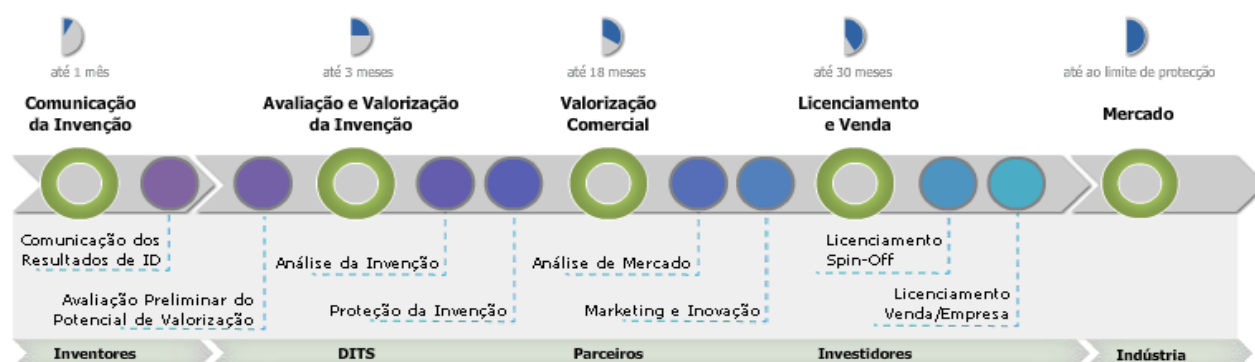 até 1 mês
até 3 meses
até 18 meses
até 30 meses
até ao limite de protecção
Comunicação
da Invenção
Avaliação e Valorização
da Invenção
Valorização
Comercial
Licenciamento
e Venda
Mercado
Comunicação dos
Resultados de ID
Avaliação Preliminar do
Potencial de Valorização
Análise da Invenção
Proteção da Invenção
Análise de Mercado
Marketing e Inovação
Licenciamento
Spin-Off
Licenciamento
Venda/Empresa
Inventores
DITS
Parceiros
Investidores
Indústria